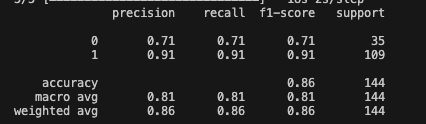 precision recall f1-score support
0 0.71 0.71 0.71 35
1 0.91 0.91 0.91 109
accuracy 0.86 144
macro avg 0.81 0.81 0.81 144
weighted avg 0.86 0.86 0.86 144